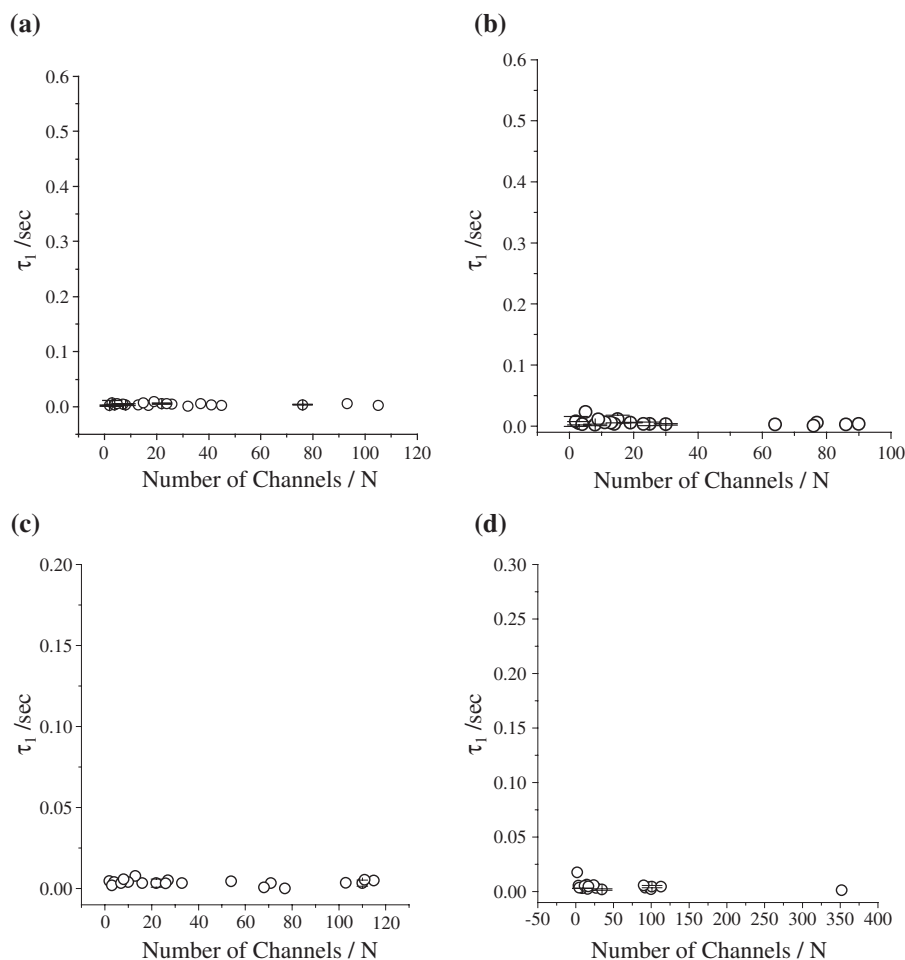 (a)
0.6
0.5
0.4
0.3
0.2
0.1
0.0
τ1 /sec
0 20 40 60 80 100 120
Number of Channels / N
(b)
0.6
0.5
0.4
0.3
0.2
0.1
0.0
τ1 /sec
0 20 40 60 80 100
Number of Channels / N
(c)
0.20
0.15
0.10
0.05
0.00
τ1 /sec
0 20 40 60 80 100 120
Number of Channels / N
(d)
0.30
0.25
0.20
0.15
0.10
0.05
0.00
τ1 /sec
-50 0 50 100 150 200 250 300 350 400
Number of Channels / N